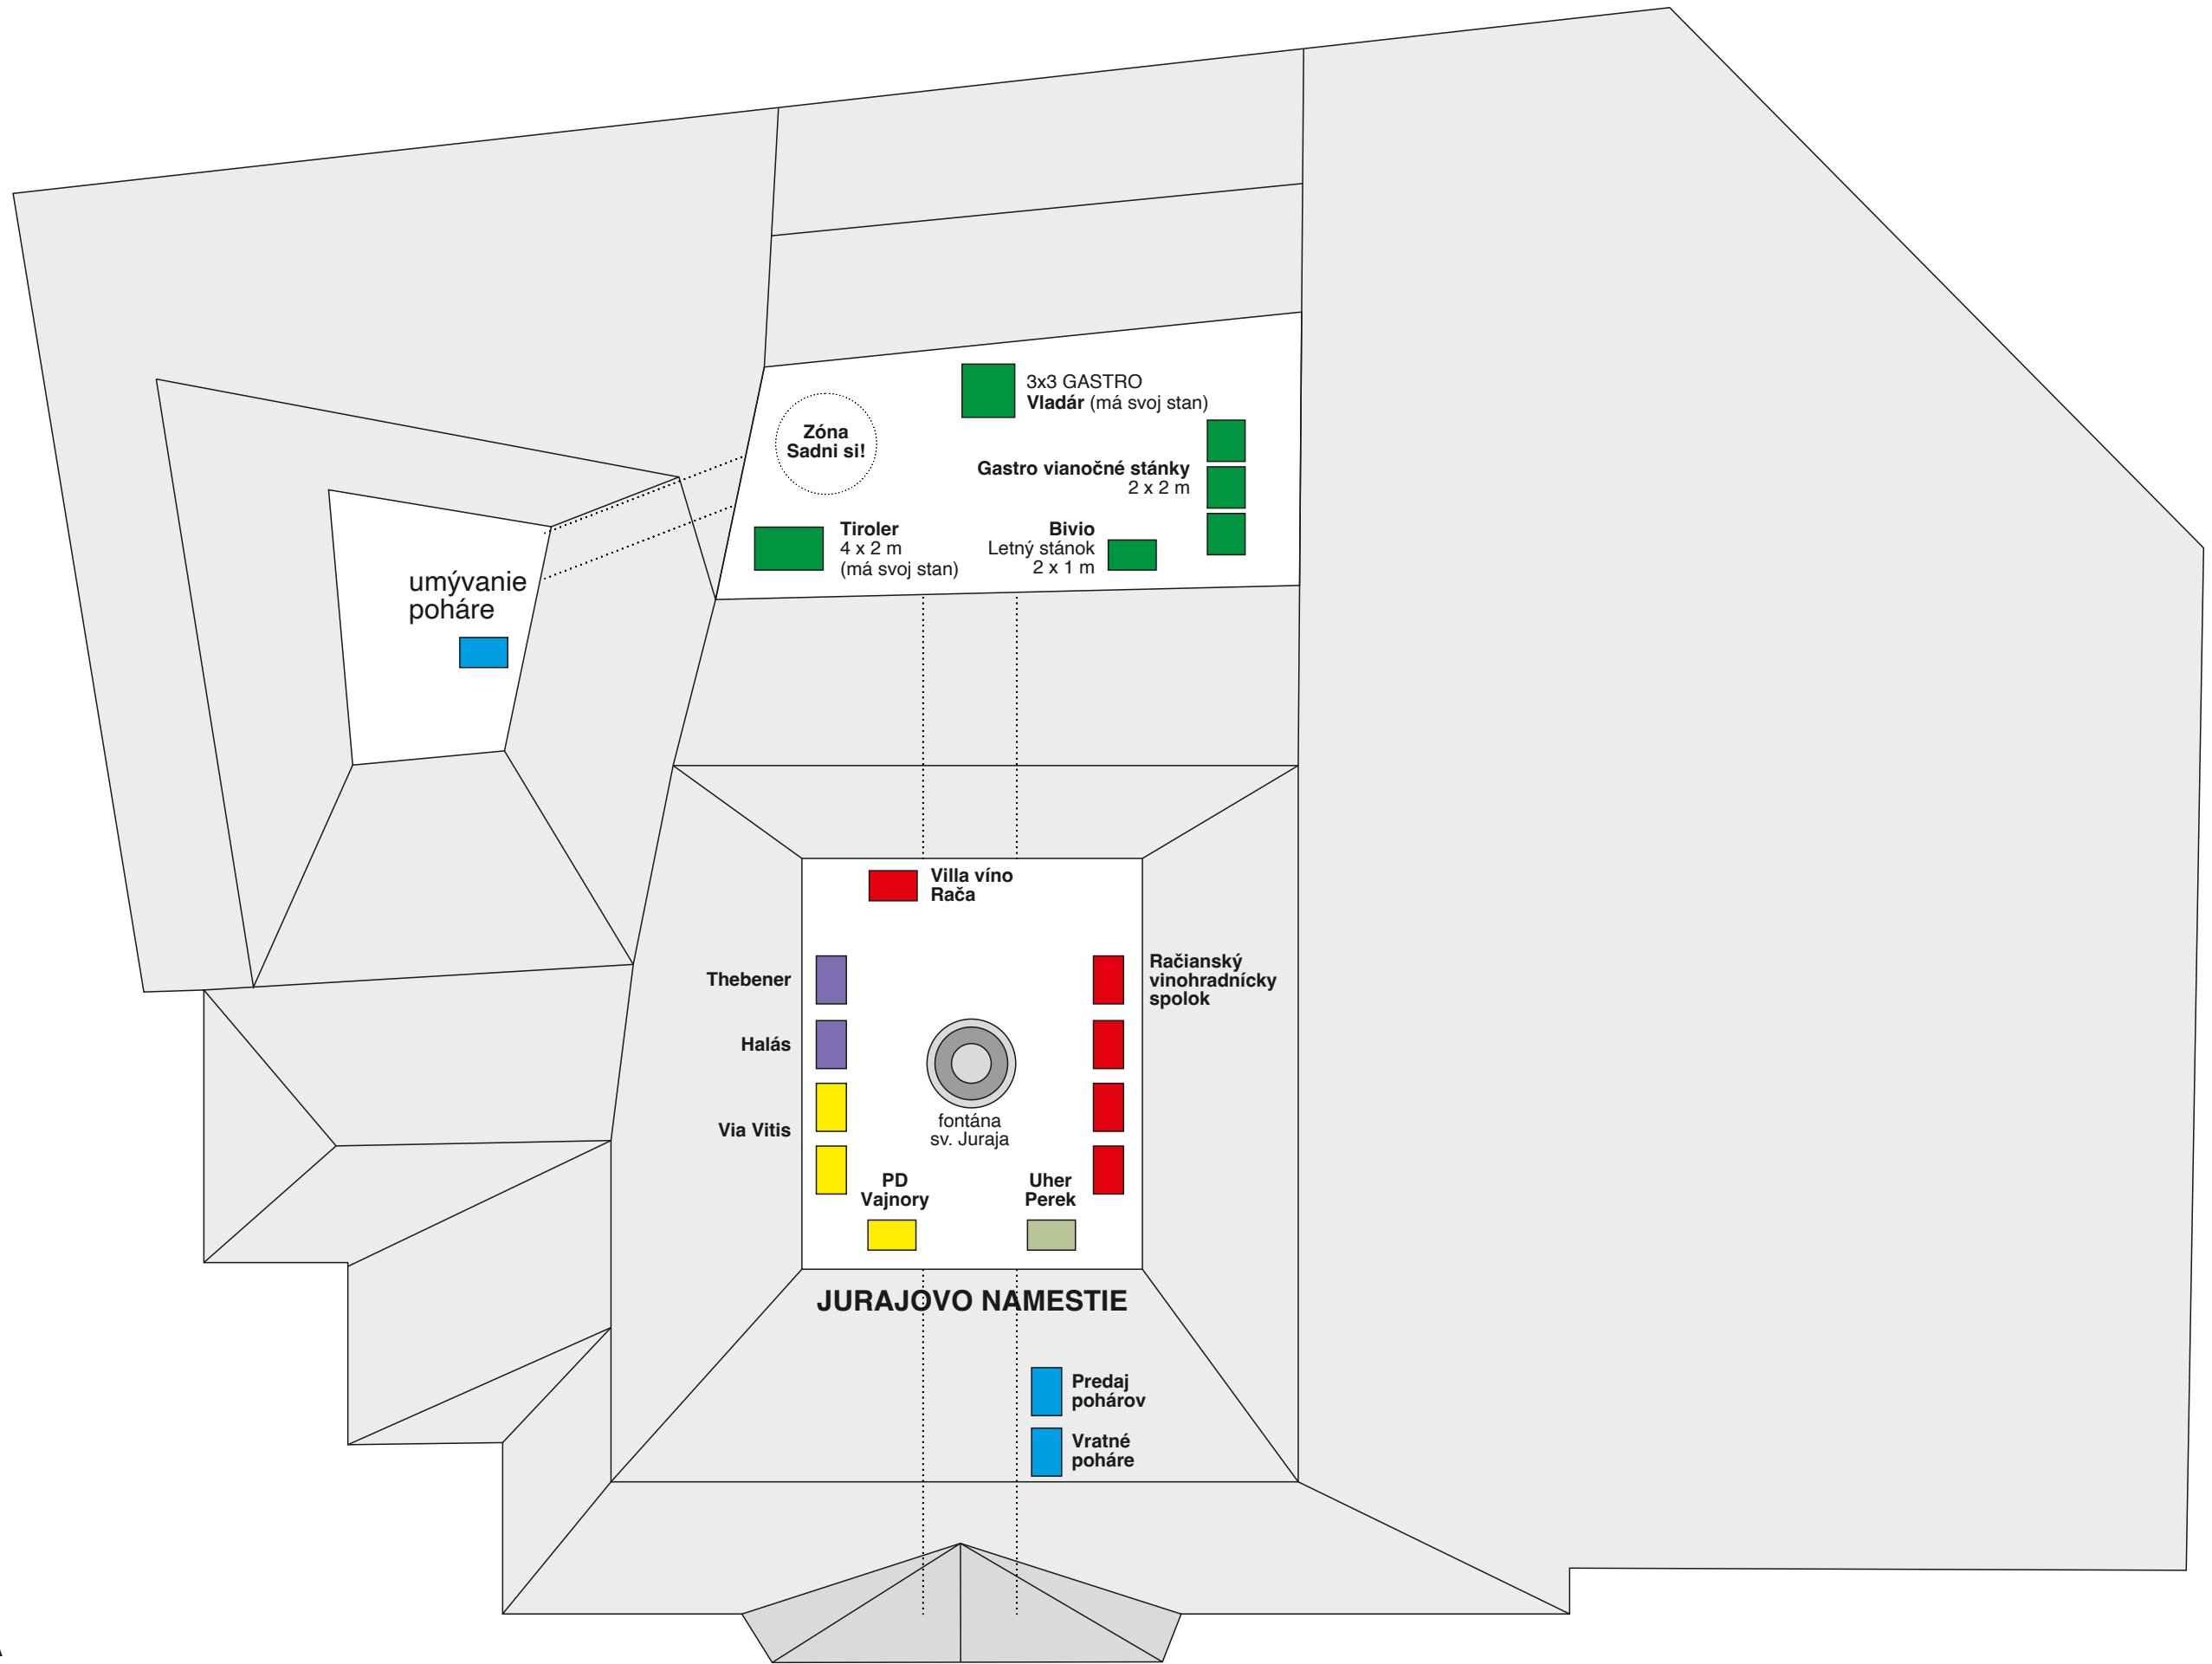 3x3 GASTRO
Vladár (má svoj stan)
Zóna
Sadni si!
Gastro vianočné stánky
2 x 2 m
Tiroler
4 x 2 m
(má svoj stan)
Bivio
Letný stánok
2 x 1 m
umývanie
poháre
Villa víno
Rača
Thebener
Račianský
vinohradnícky
spolok
Halás
fontána
sv. Juraja
Via Vitis
PD
Vajnory
Uher
Perek
JURAJOVO NAMESTIE
Predaj
pohárov
Vratné
poháre